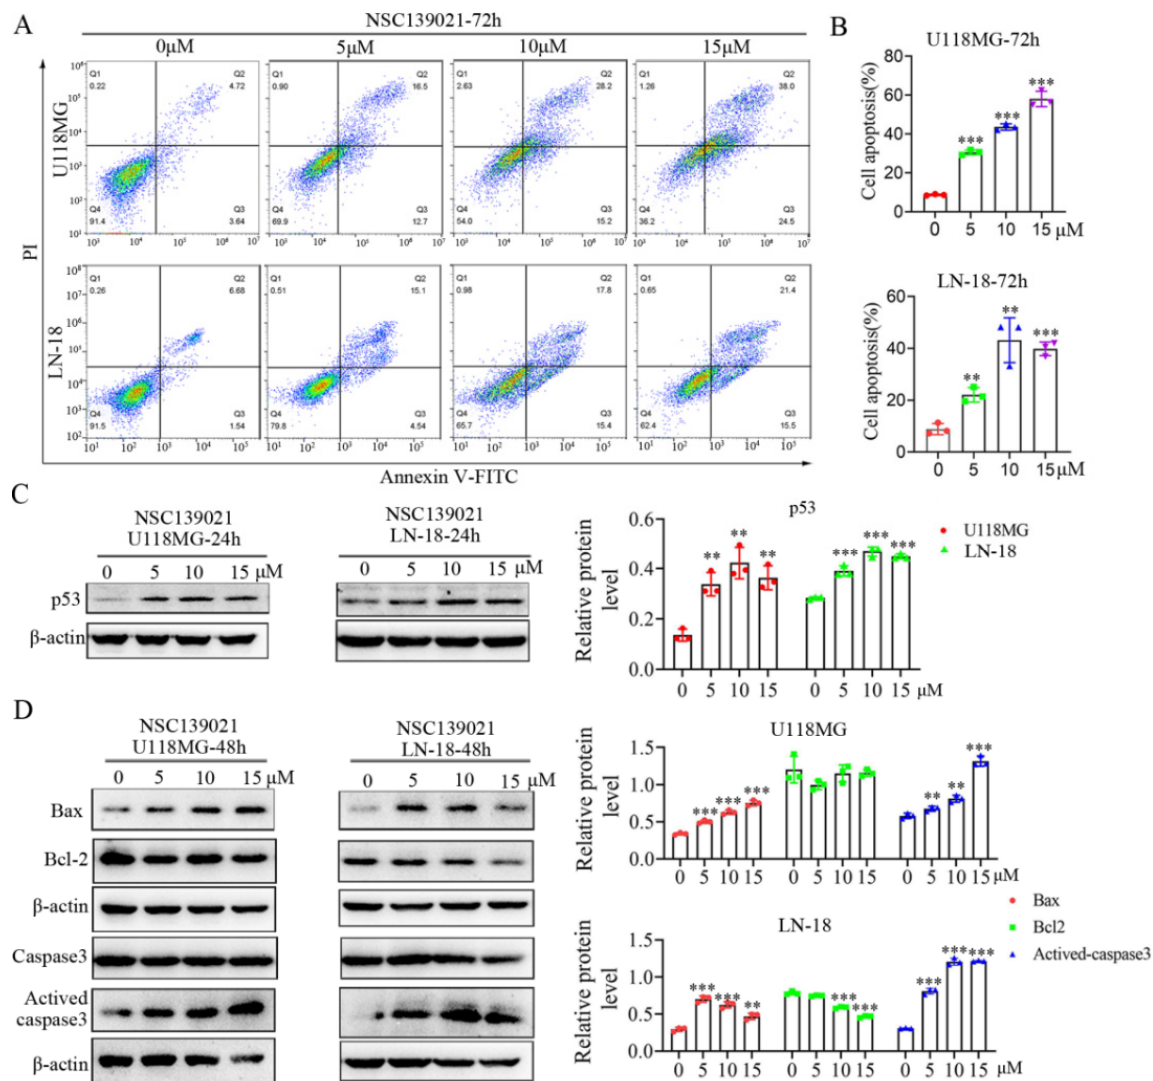 A
NSC139021-72h
0μM 5μM 10μM 15μM
U118MG
Q1 0.22 Q2 4.72 Q4 91.4 Q3 3.64
Q1 0.90 Q2 16.5 Q4 69.9 Q3 12.7
Q1 2.63 Q2 28.2 Q4 54.0 Q3 15.2
Q1 1.26 Q2 38.0 Q4 36.2 Q3 24.5
PI
LN-18
Q1 0.26 Q2 6.68 Q4 91.5 Q3 1.54
Q1 0.51 Q2 15.1 Q4 79.8 Q3 4.54
Q1 0.98 Q2 17.8 Q4 65.7 Q3 15.4
Q1 0.65 Q2 21.4 Q4 62.4 Q3 15.5
Annexin V-FITC
B
U118MG-72h
Cell apoptosis(%)
80
60
40
20
0
*** *** ***
0 5 10 15 μM
LN-18-72h
Cell apoptosis(%)
60
40
20
0
** ** ***
0 5 10 15 μM
C
NSC139021
U118MG-24h
0 5 10 15 μM
p53
β-actin
NSC139021
LN-18-24h
0 5 10 15 μM
p53
Relative protein
level
0.6
0.4
0.2
0.0
** ** ** *** *** ***
0 5 10 15 0 5 10 15 μM
U118MG
LN-18
D
NSC139021
U118MG-48h
0 5 10 15 μM
Bax
Bcl-2
β-actin
Caspase3
Actived
caspase3
β-actin
NSC139021
LN-18-48h
0 5 10 15 μM
U118MG
Relative protein
level
1.5
1.0
0.5
0.0
*** *** *** ** ** ***
0 5 10 15 0 5 10 15 0 5 10 15 μM
LN-18
Relative protein
level
1.5
1.0
0.5
0.0
*** *** ** *** *** *** *** ***
0 5 10 15 0 5 10 15 0 5 10 15 μM
Bax
Bcl2
Actived-caspase3